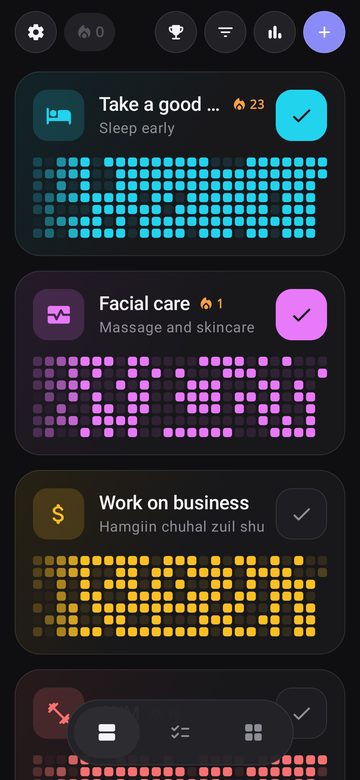 0
Take a good ... 23
Sleep early
Facial care 1
Massage and skincare
Work on business
Hamgiin chuhal zuil shu